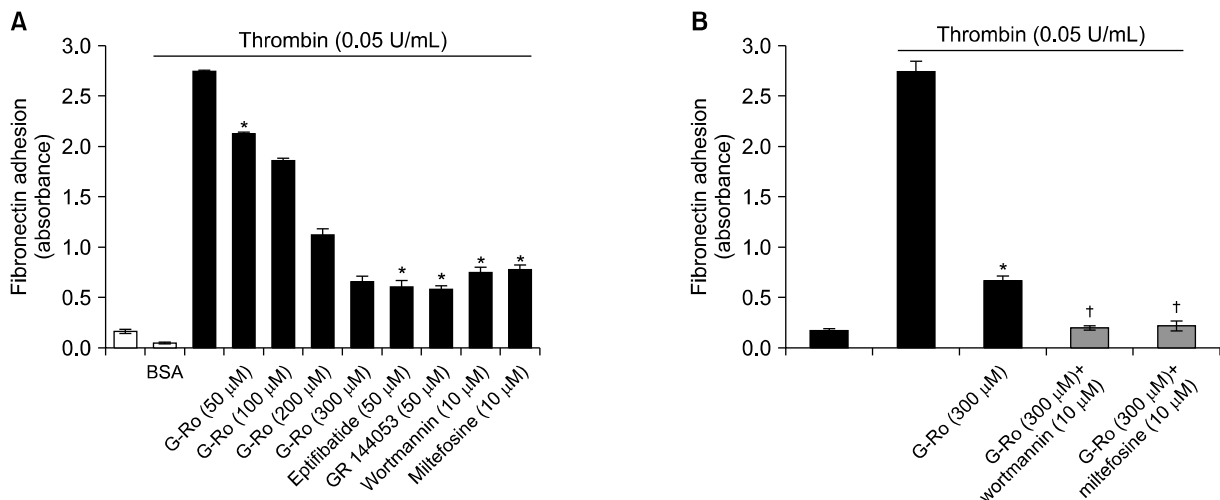 A
Thrombin (0.05 U/mL)
Fibronectin adhesion
(absorbance)
3.0
2.5
2.0
1.5
1.0
0.5
0.0
*
*
*
*
*
BSA
G-Ro (50 μM)
G-Ro (100 μM)
G-Ro (200 μM)
G-Ro (300 μM)
Eptifibatide (50 μM)
GR 144053 (50 μM)
Wortmannin (10 μM)
Miltefosine (10 μM)
B
Thrombin (0.05 U/mL)
Fibronectin adhesion
(absorbance)
3.0
2.5
2.0
1.5
1.0
0.5
0.0
*
†
†
G-Ro (300 μM)
G-Ro (300 μM)+
wortmannin (10 μM)
G-Ro (300 μM)+
miltefosine (10 μM)